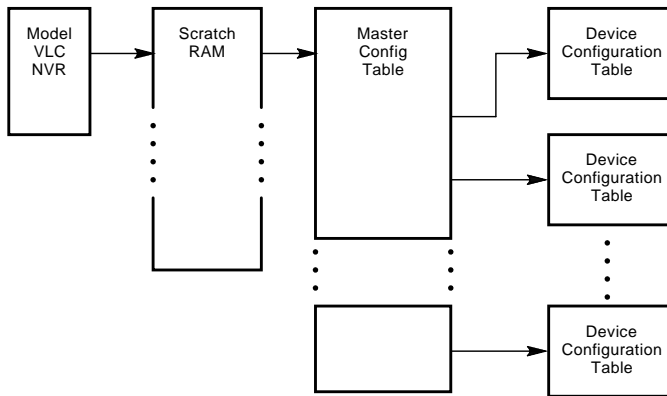 Model
VLC
NVR
Scratch
RAM
Master
Config
Table
Device
Configuration
Table
Device
Configuration
Table
Device
Configuration
Table